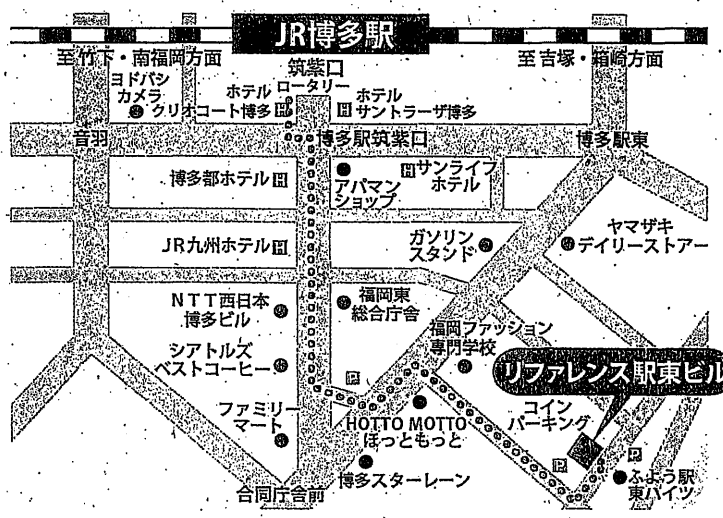 JR博多駅
至竹下・南福岡方面
筑紫口
ロータリー
至吉塚・箱崎方面
ヨドバシ
カメラ
ホテル
クリオコート博多 H
H ホテル
サントラーザ博多
音羽
博多駅筑紫口
博多駅東
博多都ホテル H
アパマン
ショップ
H サンライフ
ホテル
JR九州ホテル H
ガソリン
スタンド
ヤマザキ
デイリーストアー
NTT西日本
博多ビル
福岡東
総合庁舎
福岡ファッション
専門学校
シアトルズ
ベストコーヒー
P
リファレンス駅東ビル
ファミリー
マート
HOTTO MOTTO
ほっともっと
コイン
パーキング
P
P
合同庁舎前
博多スターレーン
ふよう駅
東ハイツ